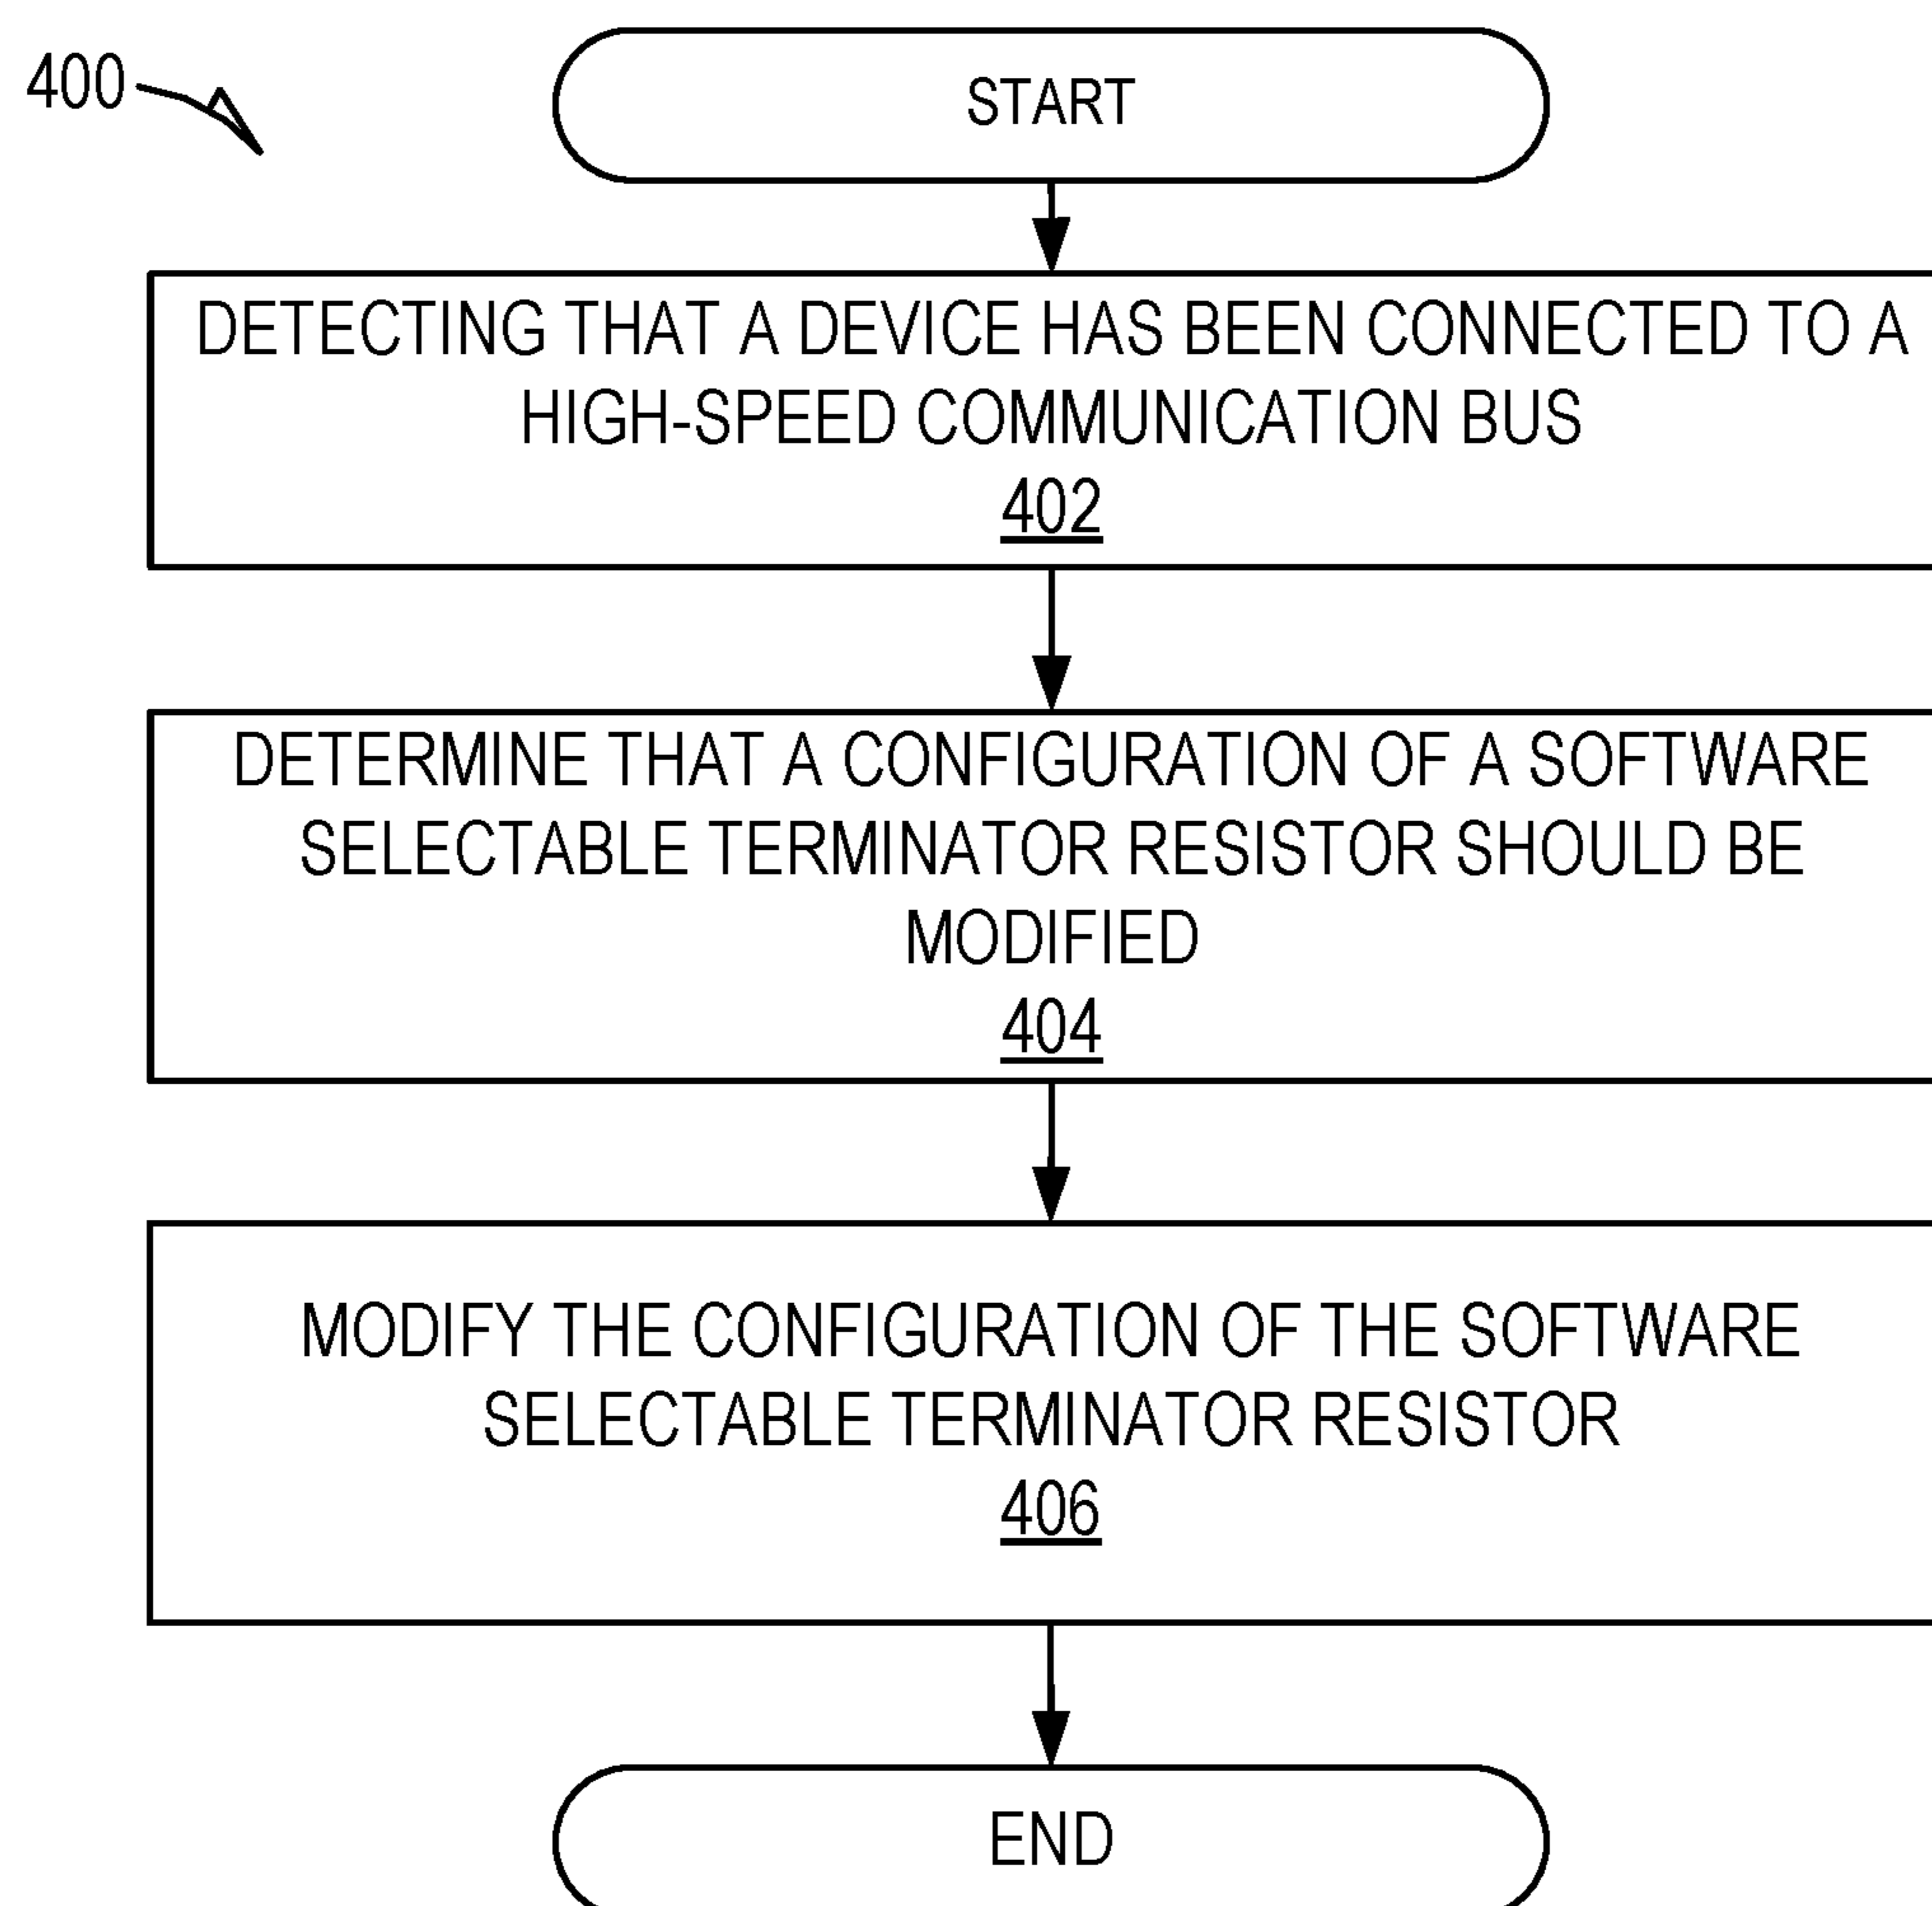 400
START
DETECTING THAT A DEVICE HAS BEEN CONNECTED TO A
HIGH-SPEED COMMUNICATION BUS
402
DETERMINE THAT A CONFIGURATION OF A SOFTWARE
SELECTABLE TERMINATOR RESISTOR SHOULD BE
MODIFIED
404
MODIFY THE CONFIGURATION OF THE SOFTWARE
SELECTABLE TERMINATOR RESISTOR
406
END